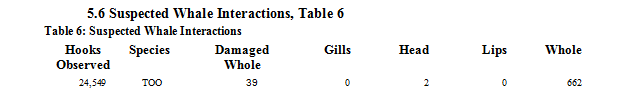 5.6 Suspected Whale Interactions, Table 6
Table 6: Suspected Whale Interactions
Hooks Species Damaged Gills Head Lips Whole
Observed Whole
24,549 TOO 39 0 2 0 662